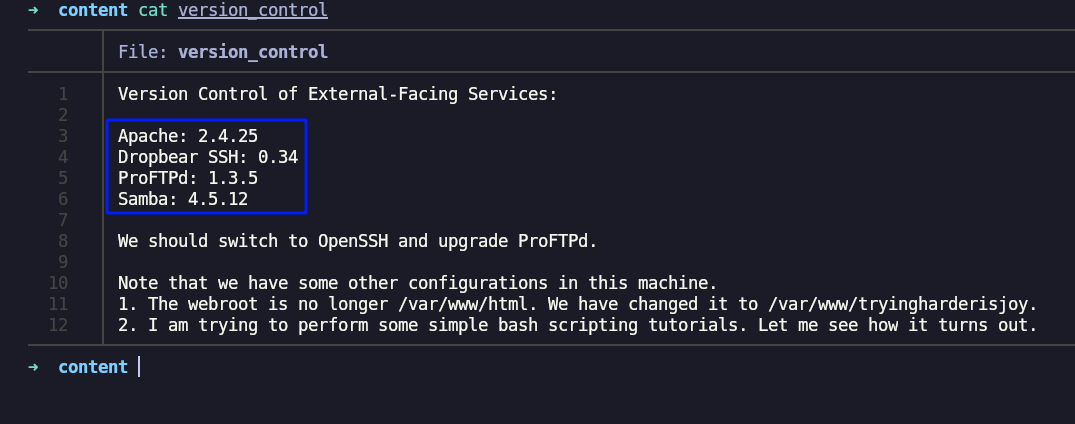 → content cat version_control
File: version_control
1 Version Control of External-Facing Services:
2
3 Apache: 2.4.25
4 Dropbear SSH: 0.34
5 ProFTPd: 1.3.5
6 Samba: 4.5.12
7
8 We should switch to OpenSSH and upgrade ProFTPd.
9
10 Note that we have some other configurations in this machine.
11 1. The webroot is no longer /var/www/html. We have changed it to /var/www/tryingharderisjoy.
12 2. I am trying to perform some simple bash scripting tutorials. Let me see how it turns out.
→ content